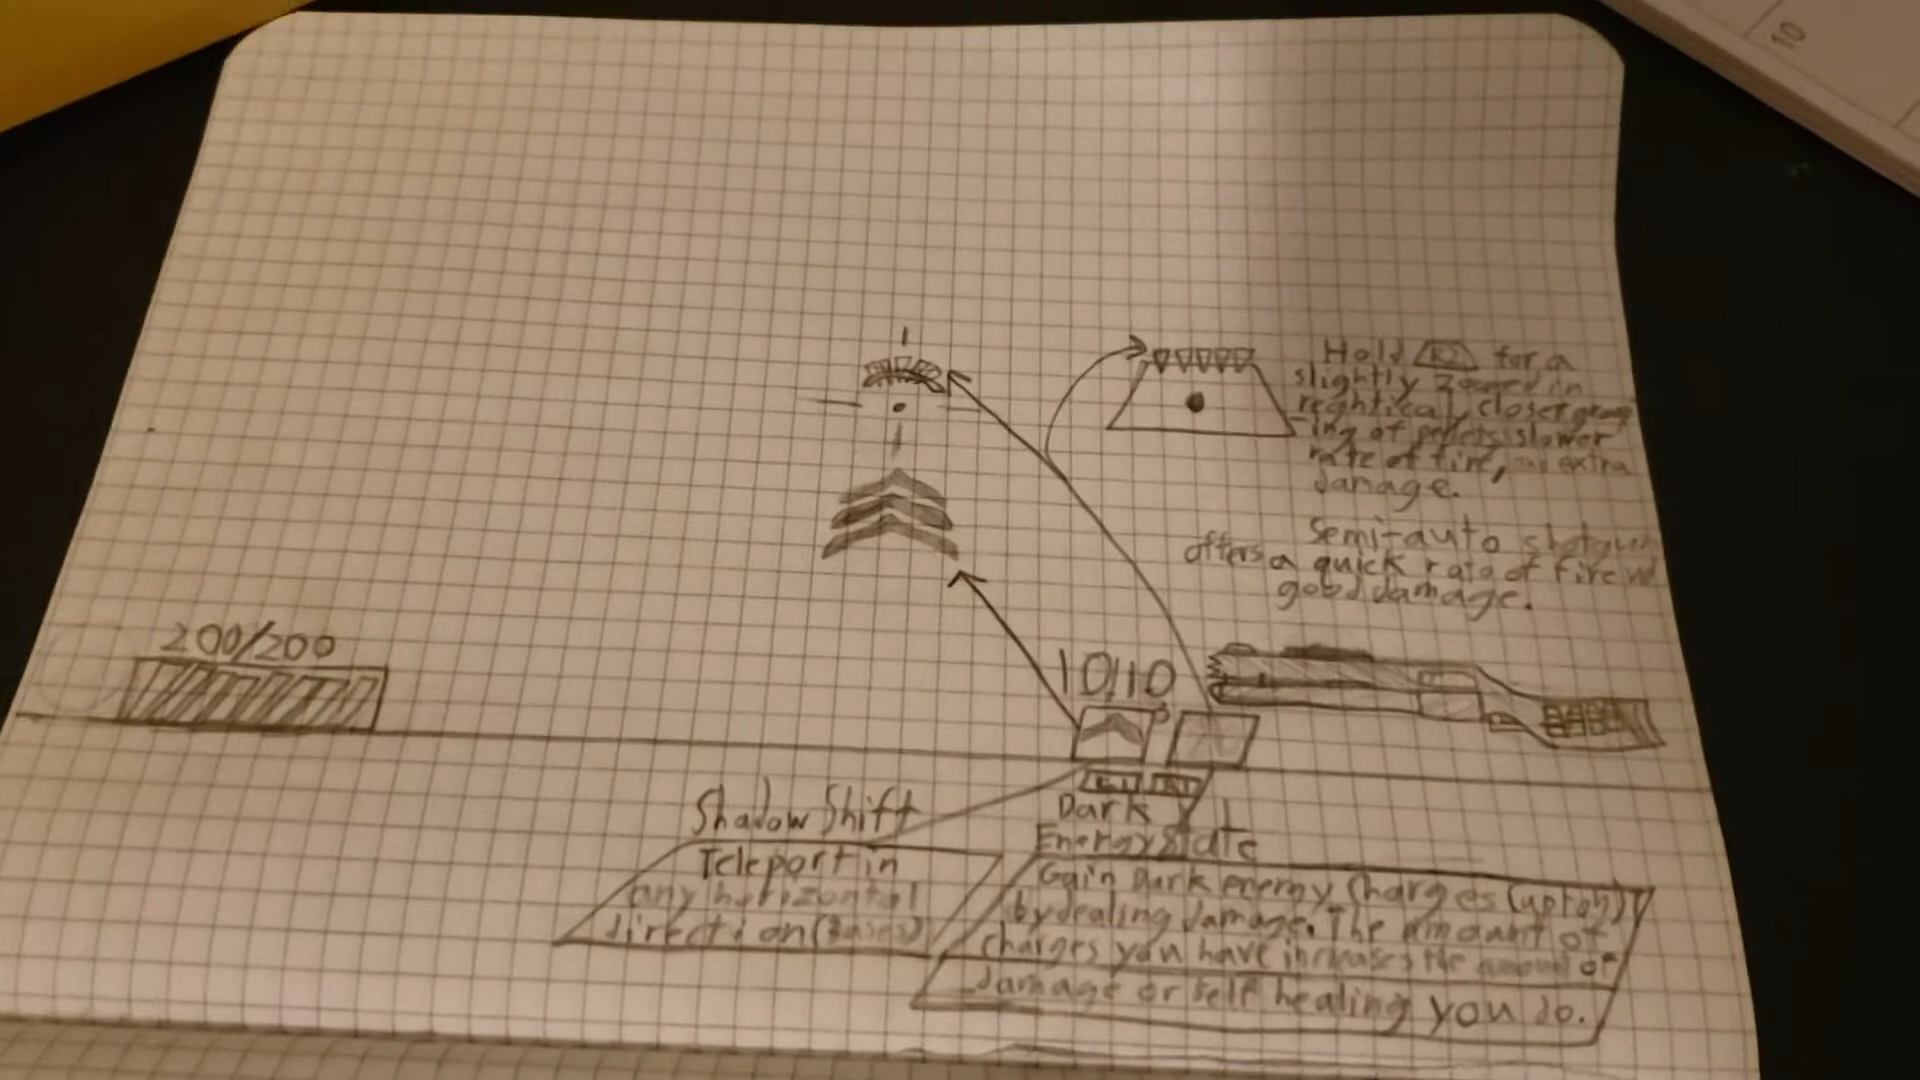 10
Hold R2 for a
slightly zoomed in
reghtical, closer group
-ing of pellets, slower
rate of fire, extra
damage.
Semi-auto shotgun
offers a quick rate of fire w/
good damage.
200/200
10/10
Shadow Shift
Teleport in
any horizontal
direction
Dark
Energy State
Gain Dark energy Charges (up to
by dealing damage. The amount of
charges you have increases the amount of
damage or self healing you do.